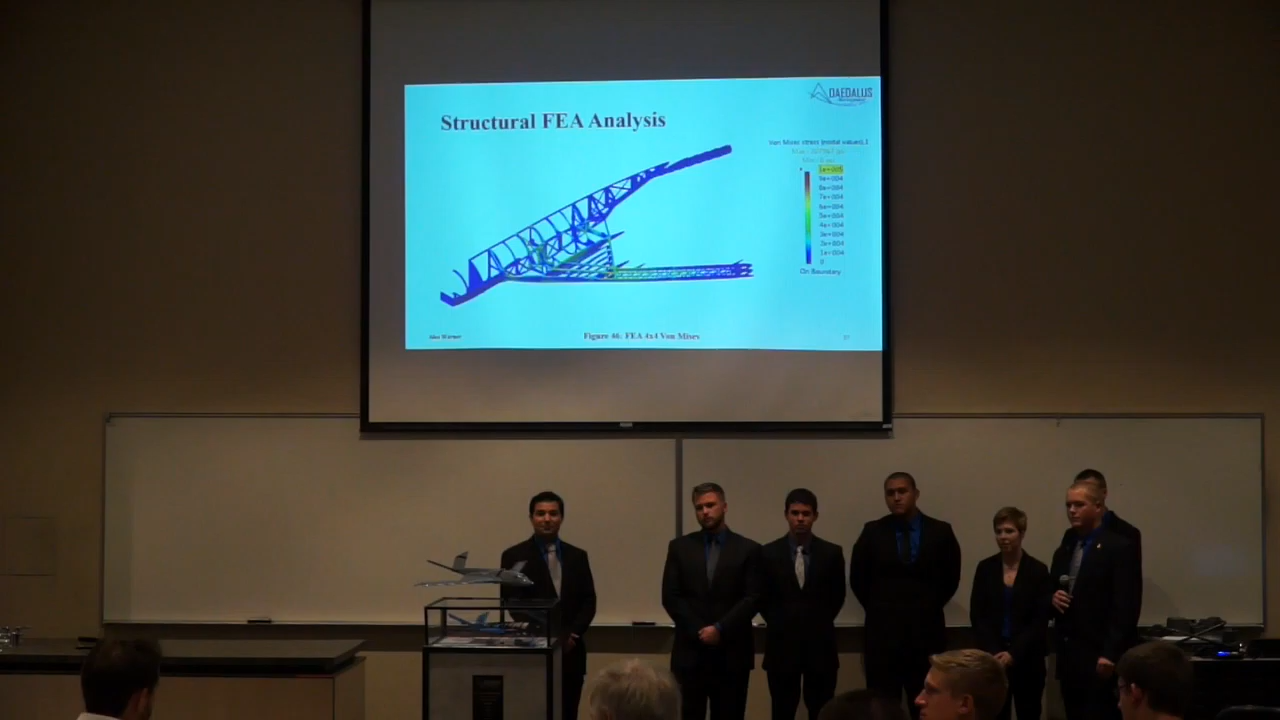 DAEDALUS
Structural FEA Analysis
Von Mises stress (nodal values).1
1e+005
9e+004
8e+004
7e+004
6e+004
5e+004
4e+004
3e+004
2e+004
1e+004
0
On Boundary
Figure 46: FEA 4x4 Von Mises